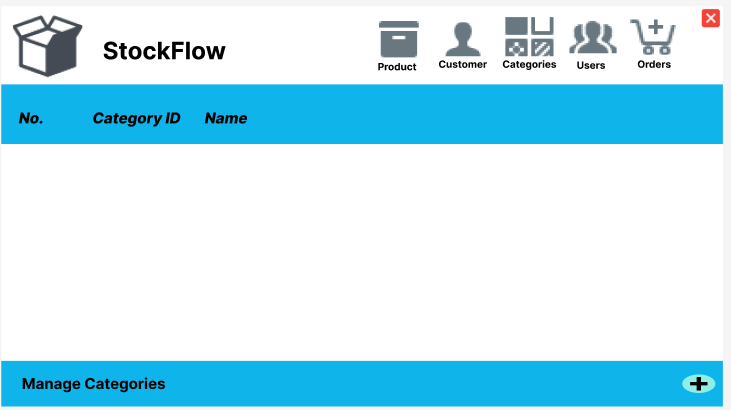 StockFlow
Product Customer Categories Users Orders
No. Category ID Name
Manage Categories